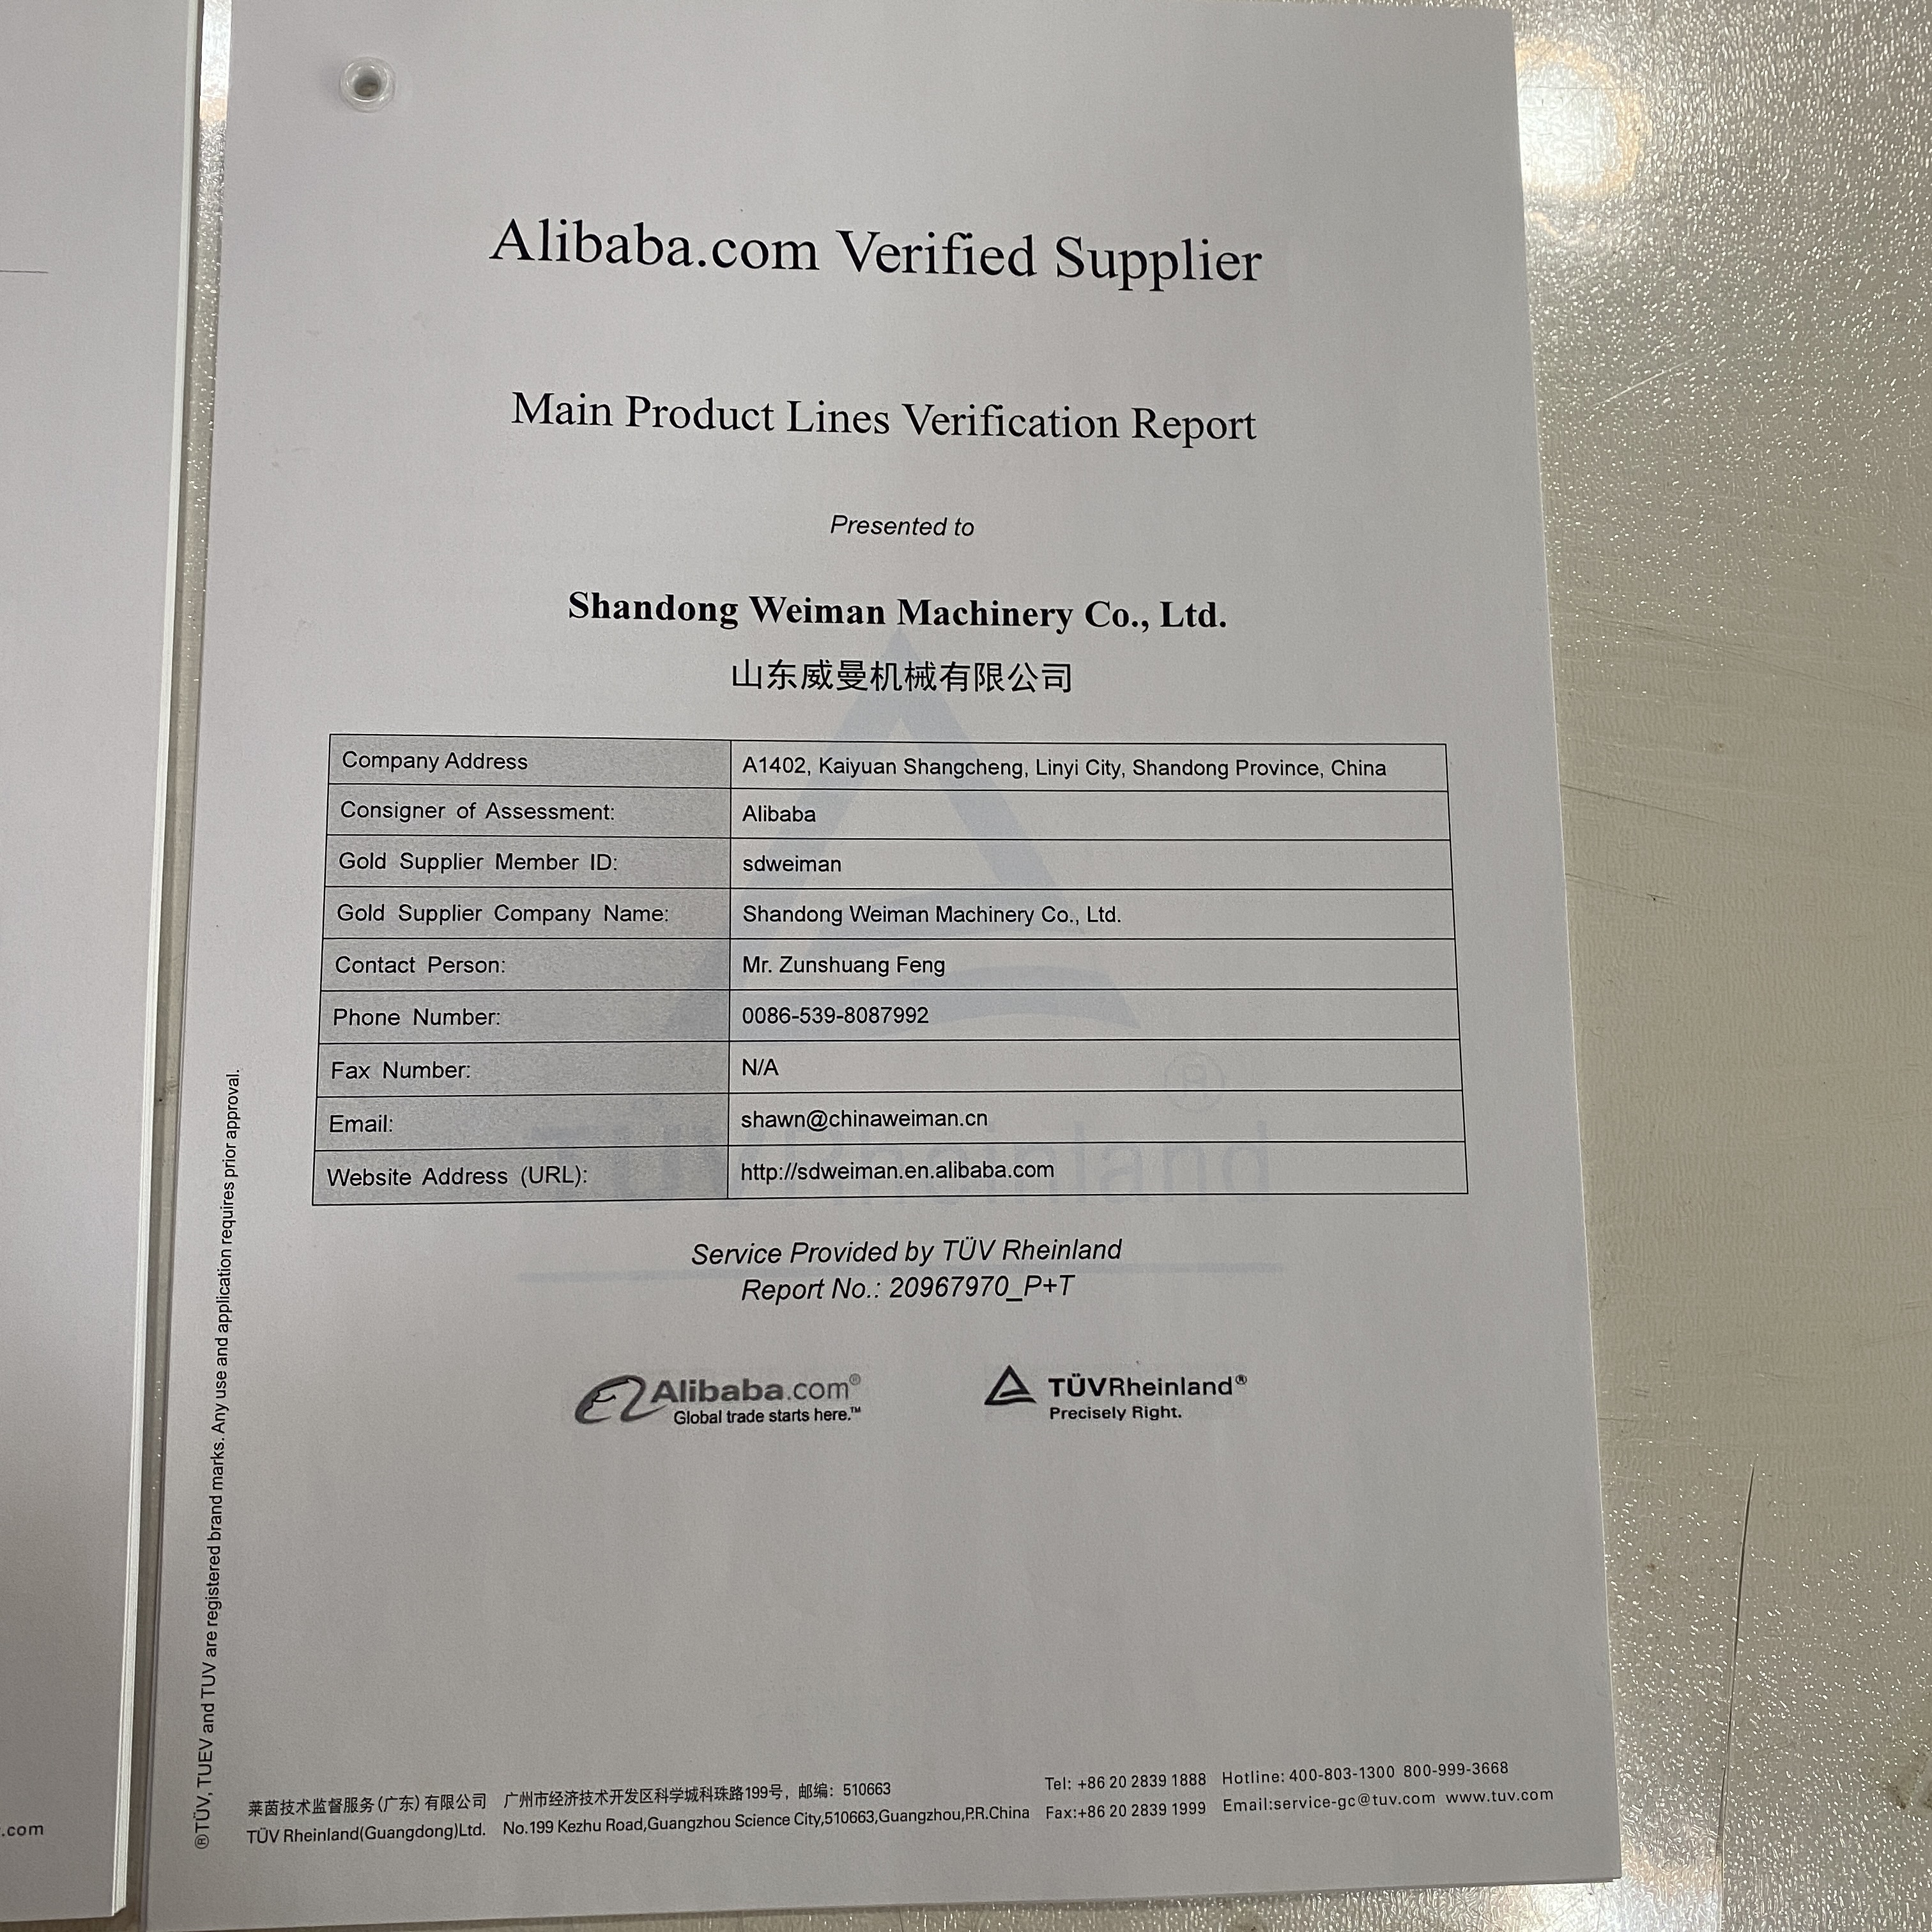 Alibaba.com Verified Supplier
Main Product Lines Verification Report
Presented to
Shandong Weiman Machinery Co., Ltd.
山东威曼机械有限公司
Company Address A1402, Kaiyuan Shangcheng, Linyi City, Shandong Province, China
Consigner of Assessment: Alibaba
Gold Supplier Member ID: sdweiman
Gold Supplier Company Name: Shandong Weiman Machinery Co., Ltd.
Contact Person: Mr. Zunshuang Feng
Phone Number: 0086-539-8087992
Fax Number: N/A
Email: shawn@chinaweiman.cn
Website Address (URL): http://sdweiman.en.alibaba.com
TÜVRheinland®
Service Provided by TÜV Rheinland
Report No.: 20967970_P+T
Alibaba.com®
Global trade starts here.™
TÜVRheinland®
Precisely Right.
®TÜV, TUEV and TUV are registered brand marks. Any use and application requires prior approval.
莱茵技术监督服务(广东)有限公司 广州市经济技术开发区科学城科珠路199号，邮编：510663 Tel: +86 20 2839 1888 Hotline: 400-803-1300 800-999-3668
TÜV Rheinland(Guangdong)Ltd. No.199 Kezhu Road,Guangzhou Science City,510663,Guangzhou,P.R.China Fax:+86 20 2839 1999 Email:service-gc@tuv.com www.tuv.com
.com